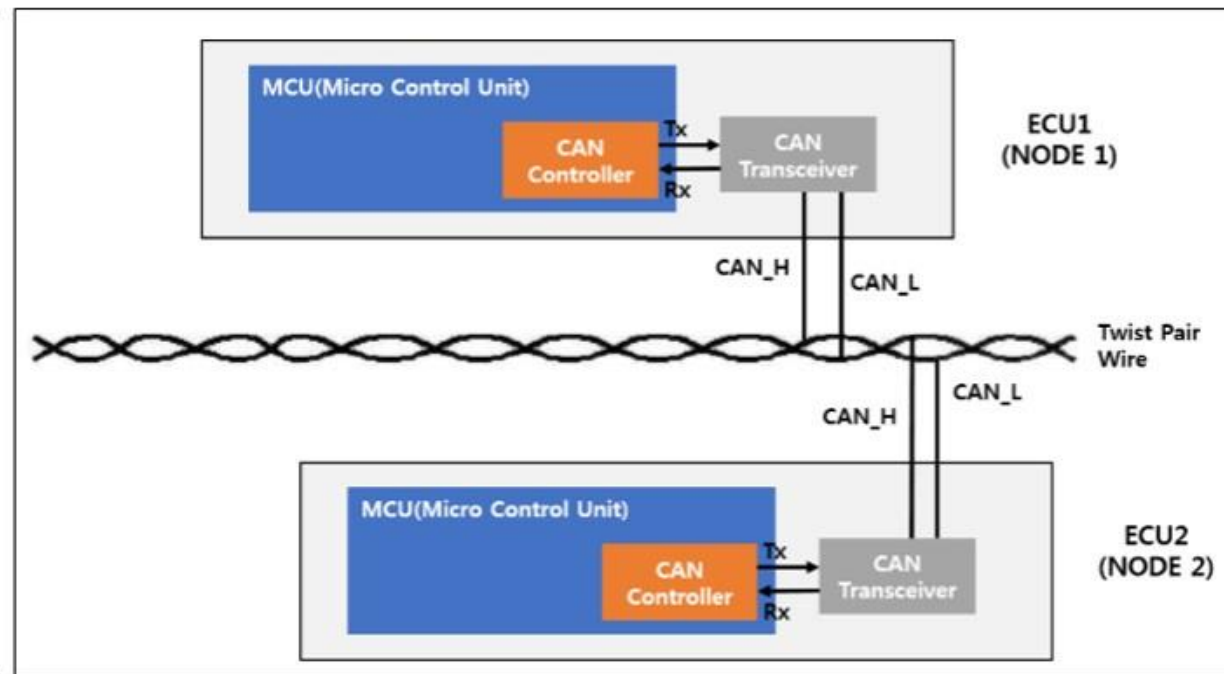 MCU(Micro Control Unit)
CAN
Controller
Tx
Rx
CAN
Transceiver
ECU1
(NODE 1)
CAN_H
CAN_L
Twist Pair
Wire
CAN_H
CAN_L
MCU(Micro Control Unit)
CAN
Controller
Tx
Rx
CAN
Transceiver
ECU2
(NODE 2)